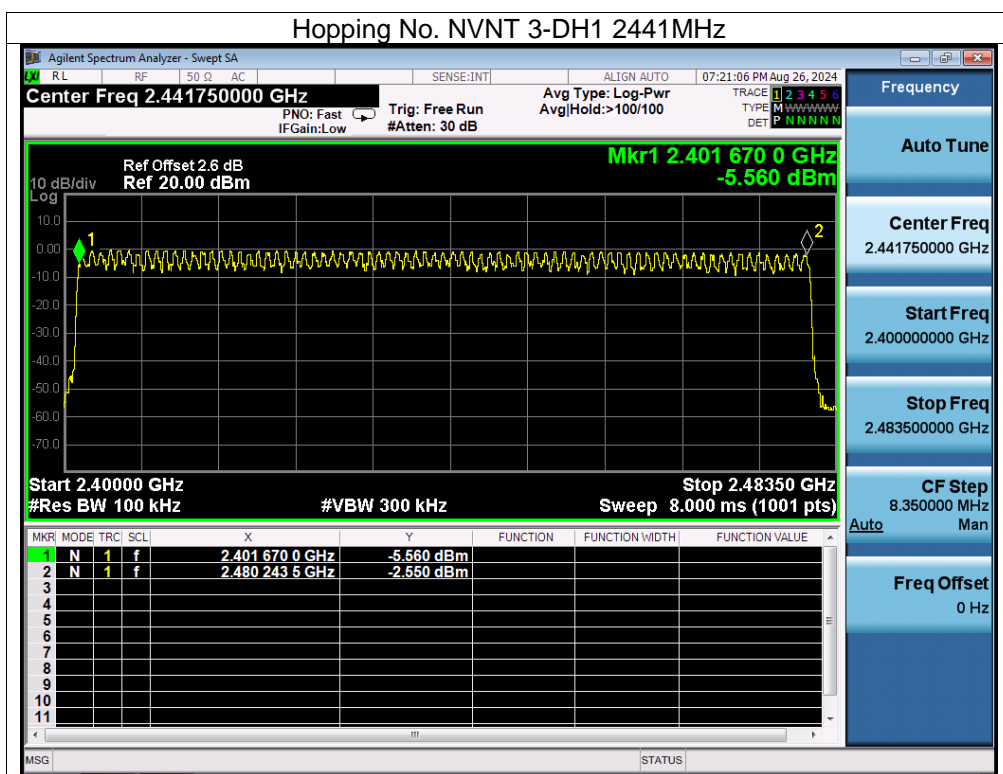 Hopping No. NVNT 3-DH1 2441MHz
Agilent Spectrum Analyzer - Swept SA
LXI RL RF 50 Ω AC SENSE:INT ALIGN AUTO 07:21:06 PM Aug 26, 2024
Center Freq 2.441750000 GHz
PNO: Fast
IFGain:Low
Trig: Free Run
#Atten: 30 dB
Avg Type: Log-Pwr
Avg|Hold:>100/100
TRACE 1 2 3 4 5 6
TYPE M WWWWW
DET P N N N N N
Ref Offset 2.6 dB
Ref 20.00 dBm
10 dB/div
Log
Mkr1 2.401 670 0 GHz
-5.560 dBm
10.0
0.00
-10.0
-20.0
-30.0
-40.0
-50.0
-60.0
-70.0
1
2
Start 2.40000 GHz Stop 2.48350 GHz
#Res BW 100 kHz #VBW 300 kHz Sweep 8.000 ms (1001 pts)
MKR MODE TRC SCL X Y FUNCTION FUNCTION WIDTH FUNCTION VALUE
1 N 1 f 2.401 670 0 GHz -5.560 dBm
2 N 1 f 2.480 243 5 GHz -2.550 dBm
3
4
5
6
7
8
9
10
11
MSG STATUS
Frequency
Auto Tune
Center Freq
2.441750000 GHz
Start Freq
2.400000000 GHz
Stop Freq
2.483500000 GHz
CF Step
8.350000 MHz
Auto Man
Freq Offset
0 Hz